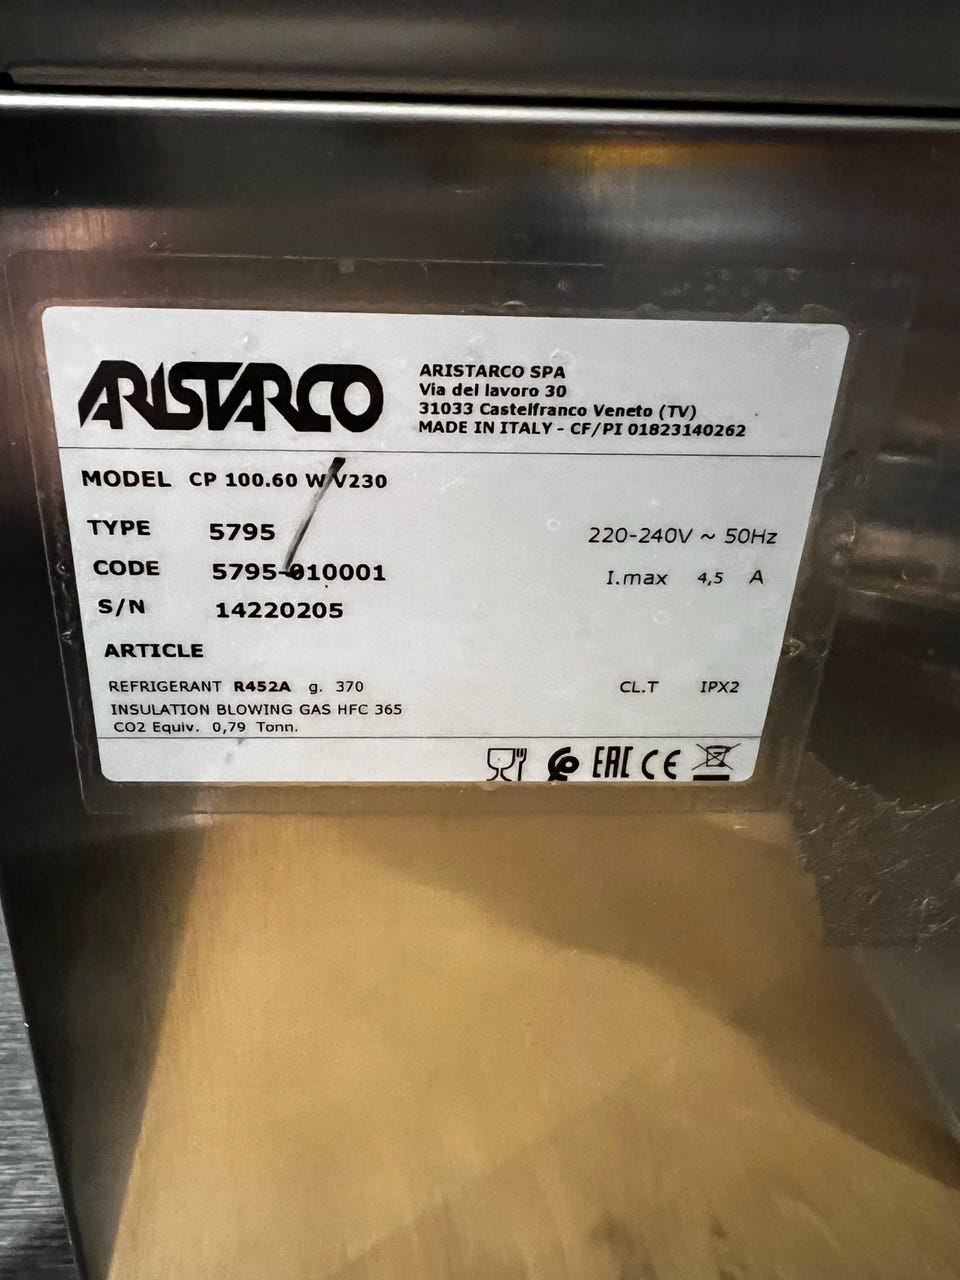 ARISTARCO
ARISTARCO SPA
Via del lavoro 30
31033 Castelfranco Veneto (TV)
MADE IN ITALY - CF/PI 01823140262
MODEL CP 100.60 W V230
TYPE 5795
220-240V ~ 50Hz
CODE 5795-010001
I.max 4,5 A
S/N 14220205
ARTICLE
REFRIGERANT R452A g. 370
CL.T IPX2
INSULATION BLOWING GAS HFC 365
CO2 Equiv. 0,79 Tonn.
EAC CE